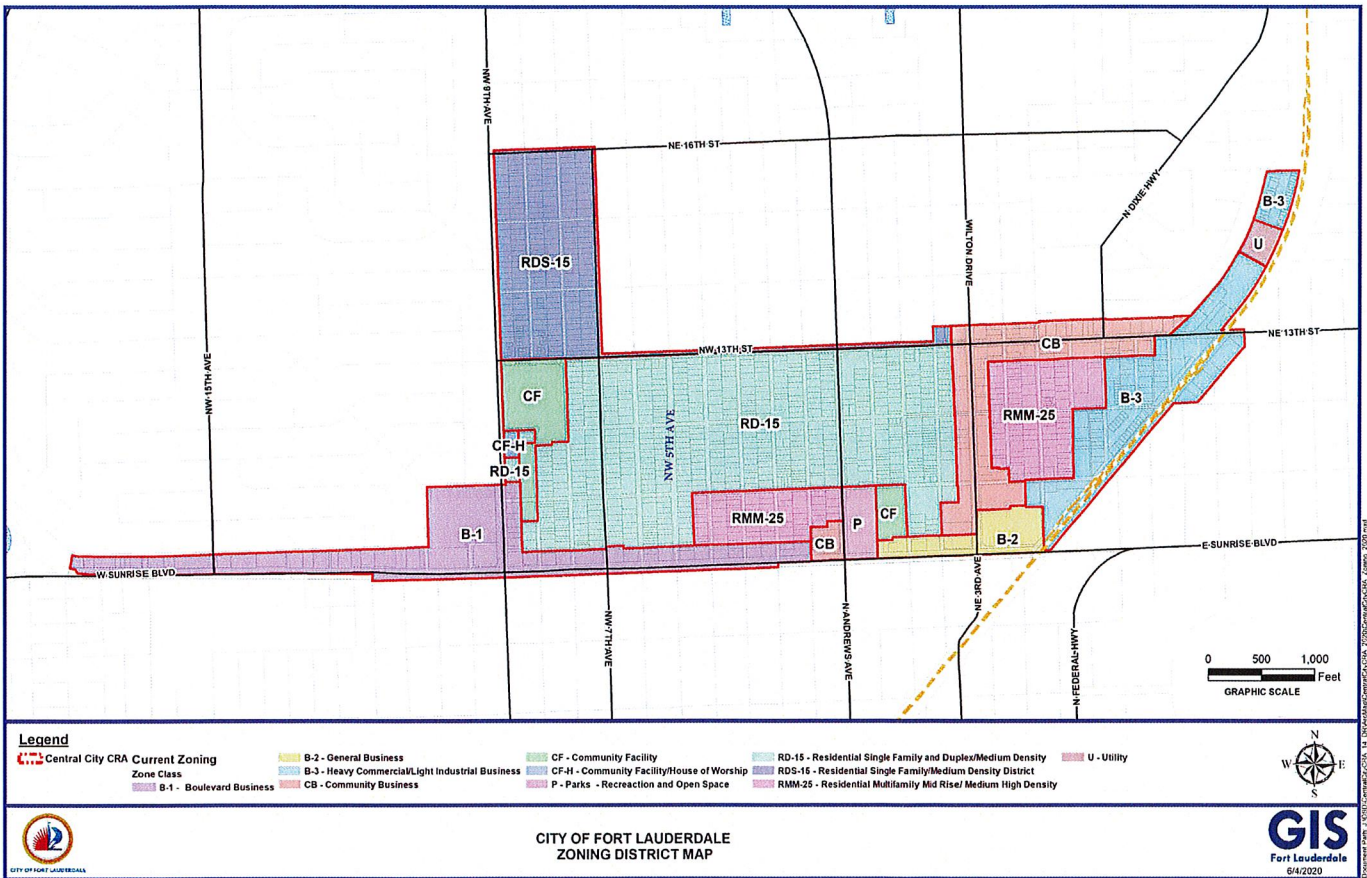 NW 9TH AVE
NE 16TH ST
N DIXIE HWY
B-3
U
WILTON DRIVE
RDS-15
NW 15TH AVE
NW 13TH ST
CB
NE 13TH ST
CF
NW 5TH AVE
RD-15
RMM-25
B-3
CF-H
RD-15
B-1
RMM-25
P
CF
CB
B-2
W SUNRISE BLVD
E SUNRISE BLVD
NW 7TH AVE
N ANDREWS AVE
NE 3RD AVE
N FEDERAL HWY
0 500 1,000
Feet
GRAPHIC SCALE
Legend
Central City CRA
Current Zoning
Zone Class
B-1 - Boulevard Business
B-2 - General Business
B-3 - Heavy Commercial/Light Industrial Business
CB - Community Business
CF - Community Facility
CF-H - Community Facility/House of Worship
P - Parks - Recreaction and Open Space
RD-15 - Residential Single Family and Duplex/Medium Density
RDS-15 - Residential Single Family/Medium Density District
RMM-25 - Residential Multifamily Mid Rise/ Medium High Density
U - Utility
N
W E
S
CITY OF FORT LAUDERDALE
CITY OF FORT LAUDERDALE
ZONING DISTRICT MAP
GIS
Fort Lauderdale
6/4/2020